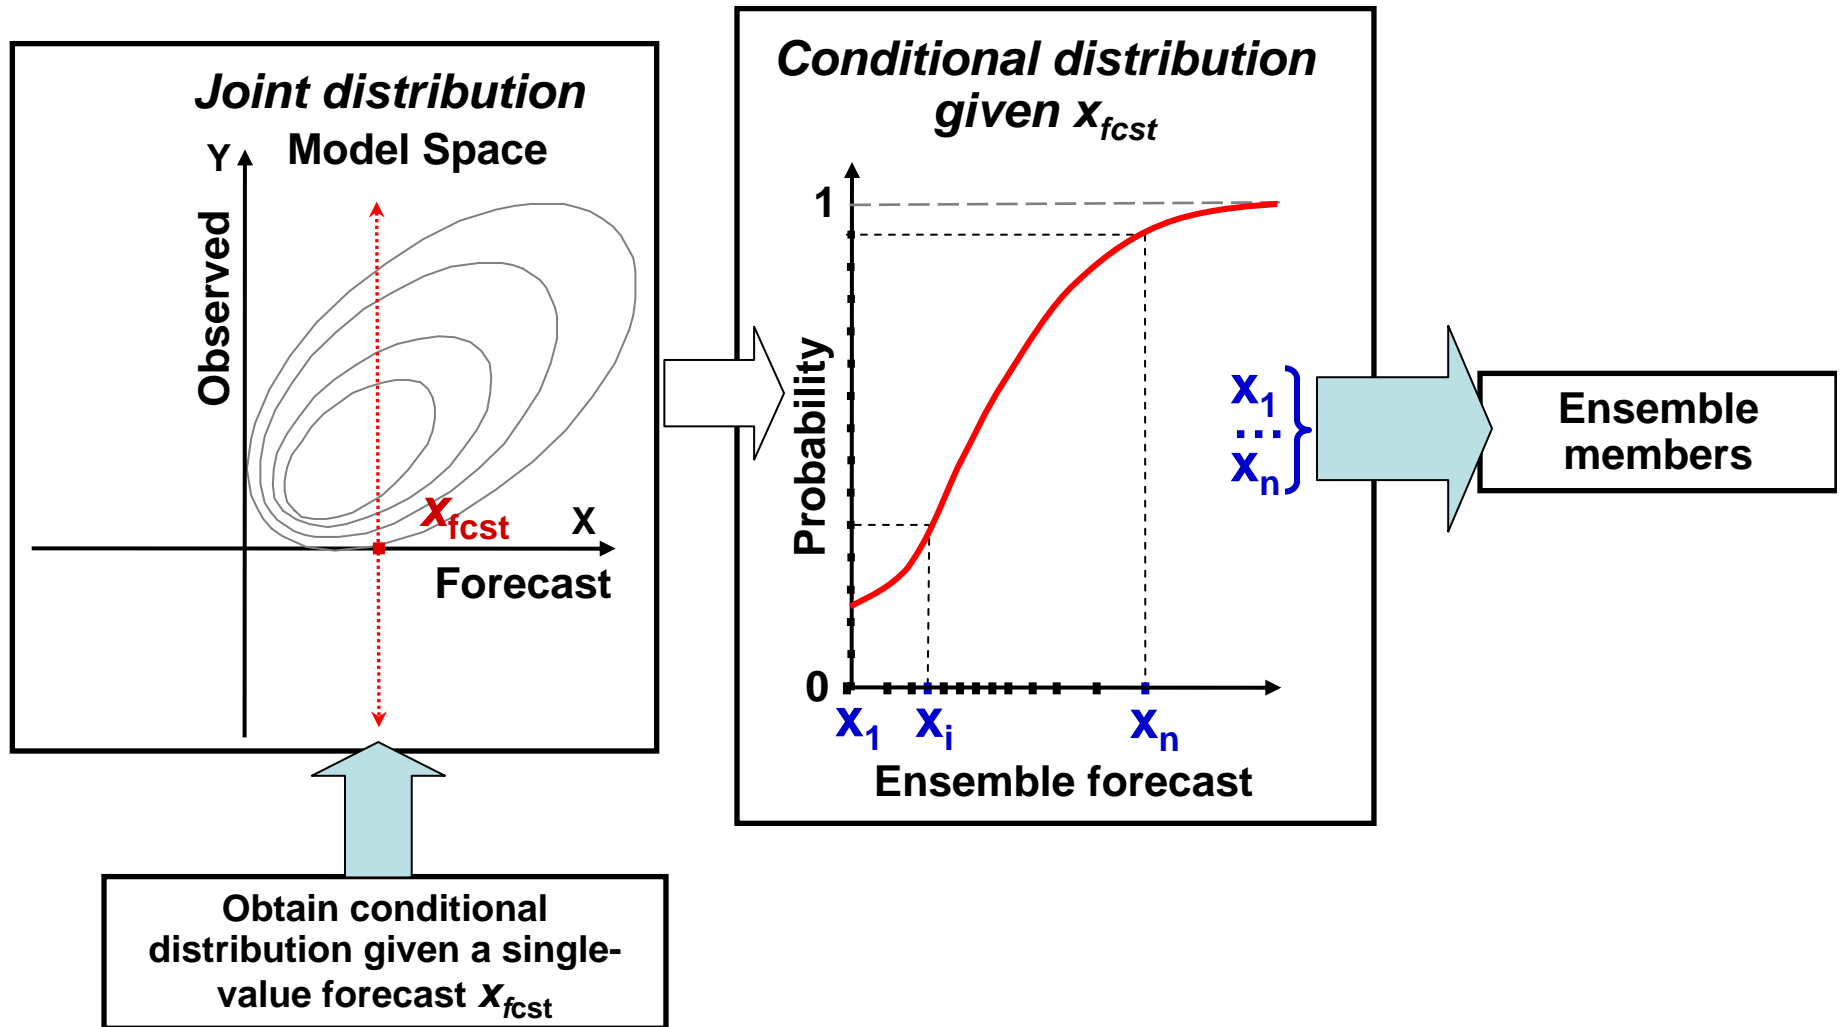 Joint distribution
Model Space
Y
Observed
x_fcst
X
Forecast
Obtain conditional
distribution given a single-
value forecast x_fcst
Conditional distribution
given x_fcst
1
Probability
0
x_1 x_i x_n
Ensemble forecast
x_1
...
x_n
Ensemble
members